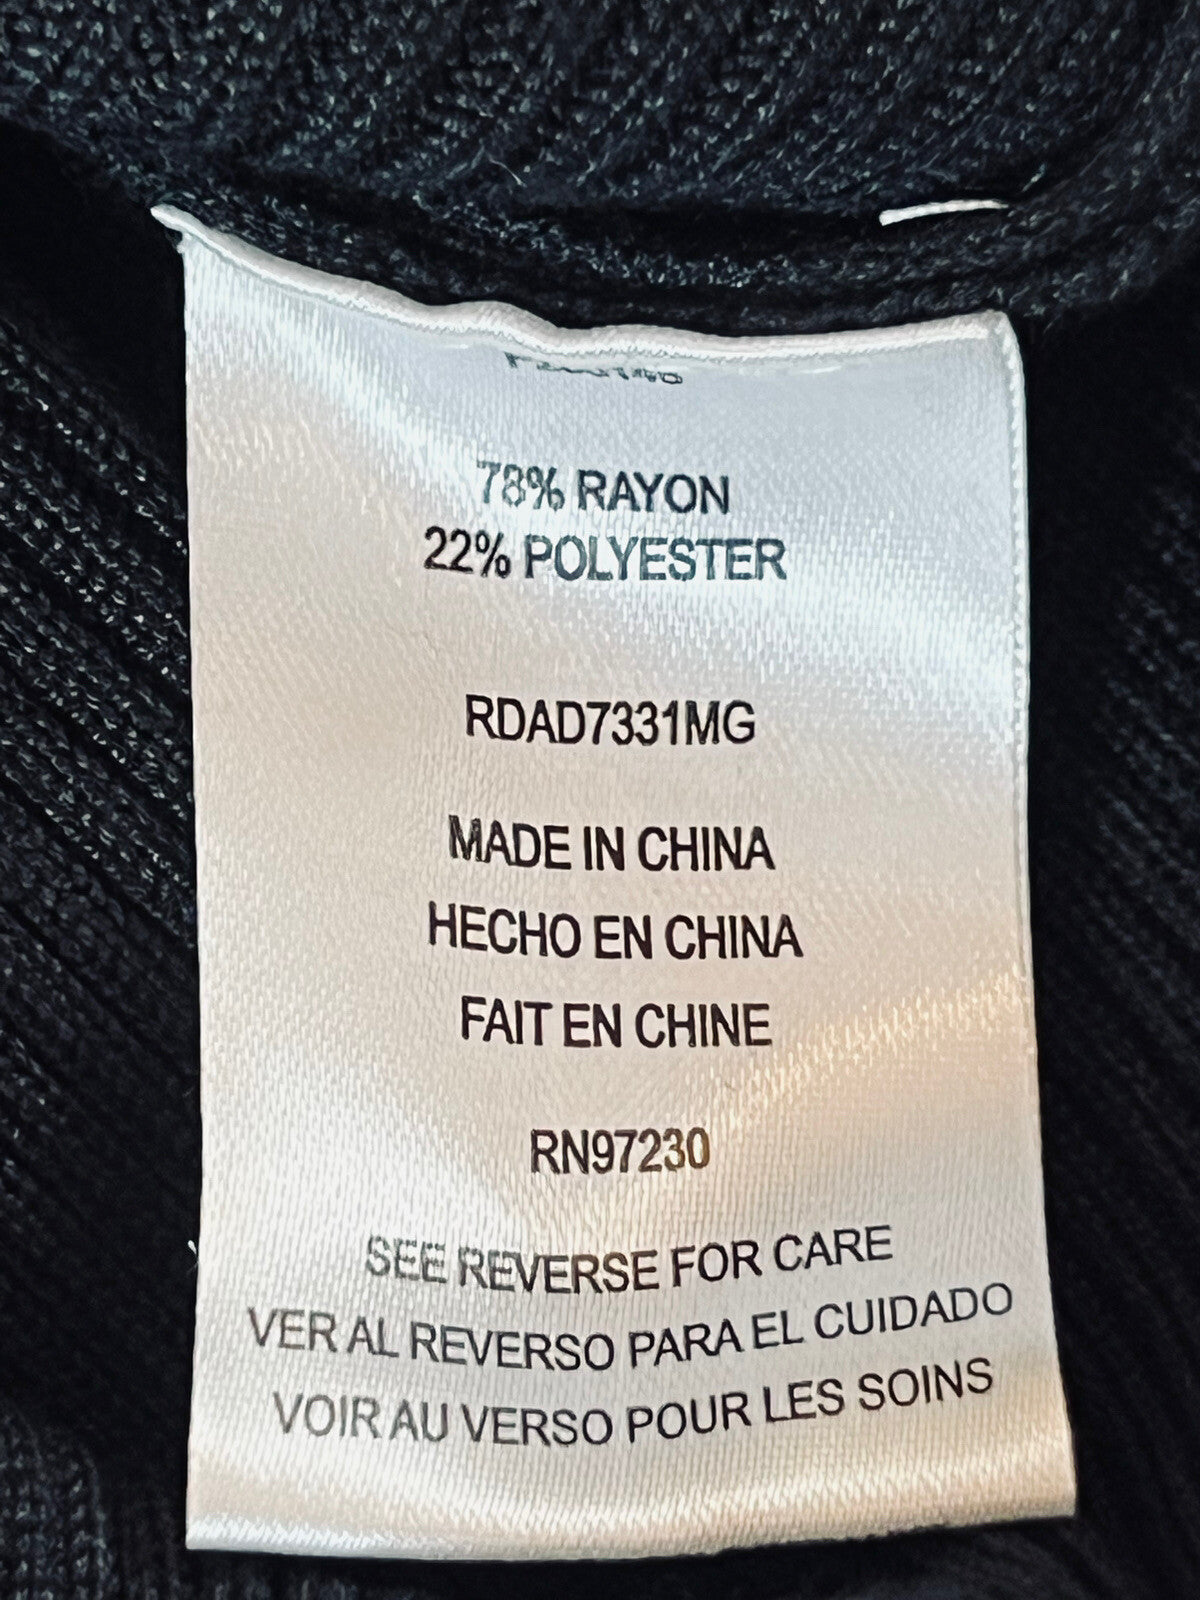 78% RAYON
22% POLYESTER
RDAD7331MG
MADE IN CHINA
HECHO EN CHINA
FAIT EN CHINE
RN97230
SEE REVERSE FOR CARE
VER AL REVERSO PARA EL CUIDADO
VOIR AU VERSO POUR LES SOINS